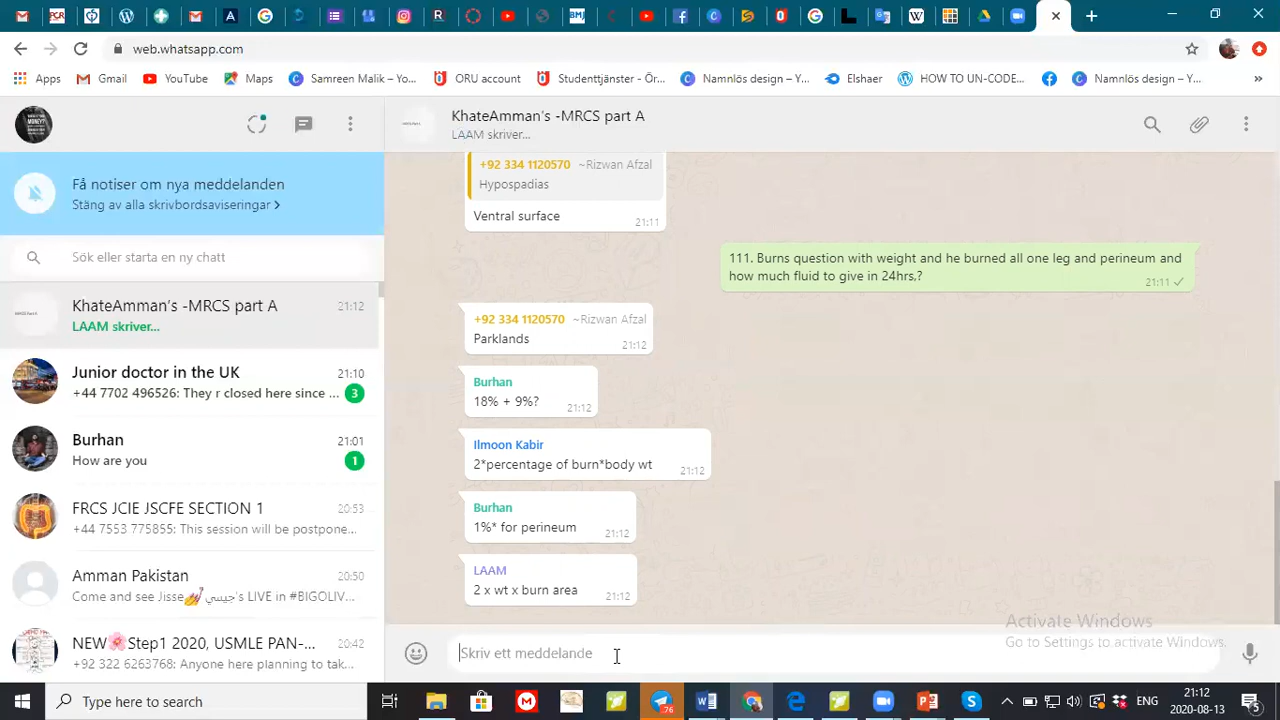 web.whatsapp.com
Apps
Gmail
YouTube
Maps
Samreen Malik – Yo...
ORU account
Studenttjänster - Ör...
Namnlös design – Y...
Elshaer
HOW TO UN-CODE...
Namnlös design – Y...
KhateAmman's -MRCS part A
LAAM skriver...
Få notiser om nya meddelanden
Stäng av alla skrivbordsaviseringar
Sök eller starta en ny chatt
KhateAmman's -MRCS part A 21:12
LAAM skriver...
Junior doctor in the UK 21:10
+44 7702 496526: They r closed here since ... 3
Burhan 21:01
How are you 1
FRCS JCIE JSCFE SECTION 1 20:53
+44 7553 775855: This session will be postpone...
Amman Pakistan 20:50
Come and see Jisse💅جيسي's LIVE in #BIGOLIV...
NEW🌸Step1 2020, USMLE PAN-... 20:42
+92 322 6263768: Anyone here planning to tak...
+92 334 1120570 ~Rizwan Afzal
Hypospadias
Ventral surface 21:11
111. Burns question with weight and he burned all one leg and perineum and
how much fluid to give in 24hrs,?
21:11
+92 334 1120570 ~Rizwan Afzal
Parklands 21:12
Burhan
18% + 9%? 21:12
Ilmoon Kabir
2*percentage of burn*body wt 21:12
Burhan
1%* for perineum 21:12
LAAM
2 x wt x burn area 21:12
Activate Windows
Go to Settings to activate Windows.
Skriv ett meddelande
Type here to search
76
ENG
21:12
2020-08-13
5